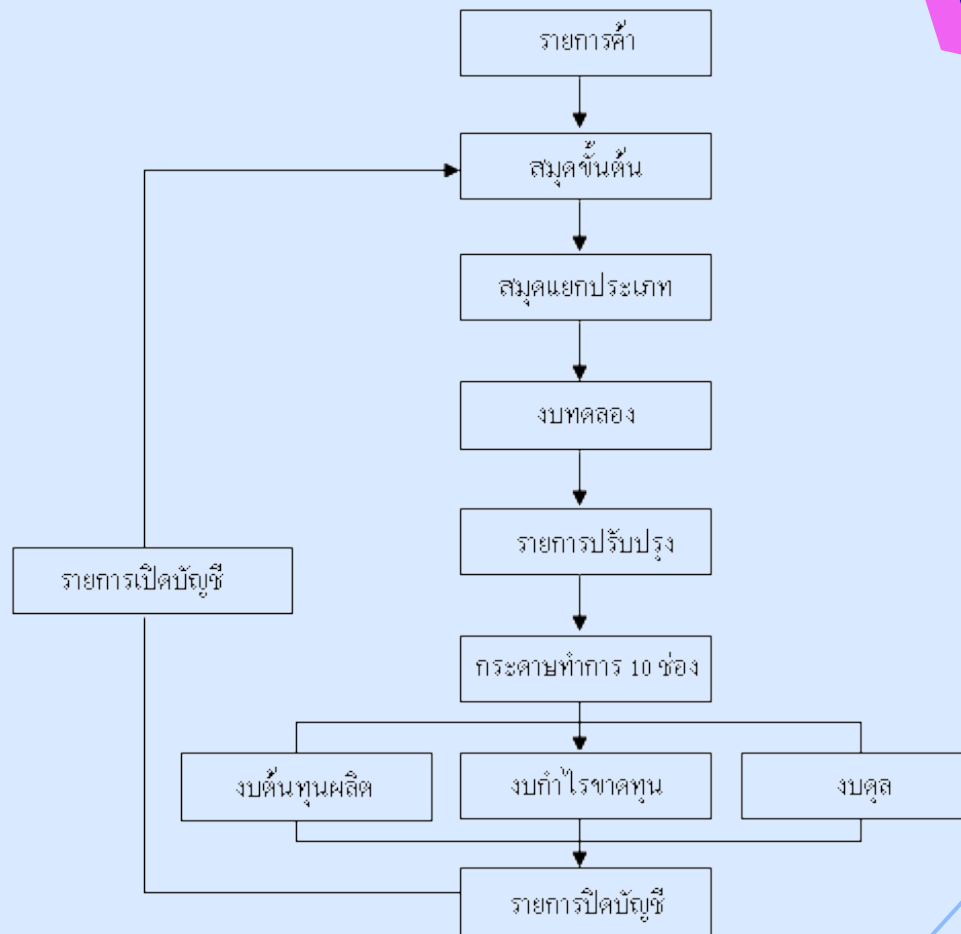 รายการค้า
สมุดขั้นต้น
สมุดแยกประเภท
งบทดลอง
รายการปรับปรุง
รายการเปิดบัญชี
กระดาษทำการ 10 ช่อง
งบต้นทุนผลิต
งบกำไรขาดทุน
งบดุล
รายการปิดบัญชี